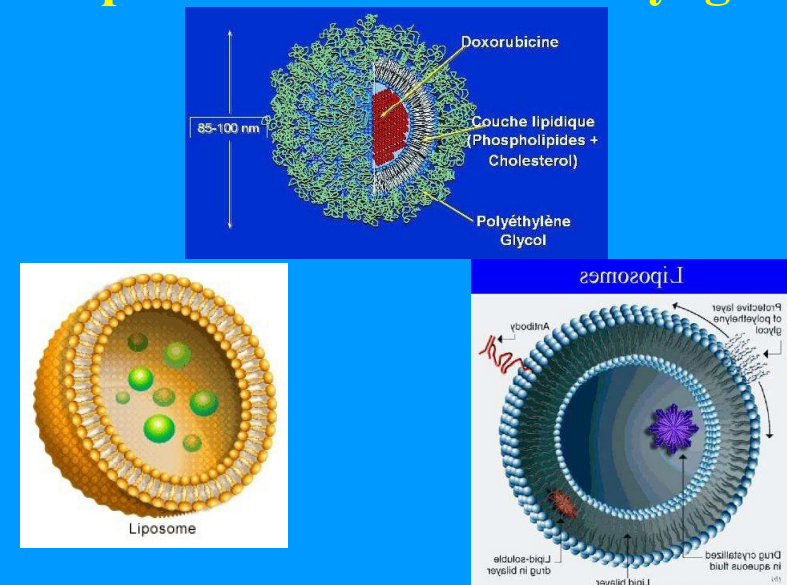 Doxorubicine
85-100 nm
Couche lipidique
(Phospholipides +
Cholesterol)
Polyéthylène
Glycol
Liposome
Liposomes
Protective layer
of polyethelyne
glycol
Antibody
Lipid-soluble
drug in bilayer
Lipid bilayer
Drug crystallized
in aqueous fluid